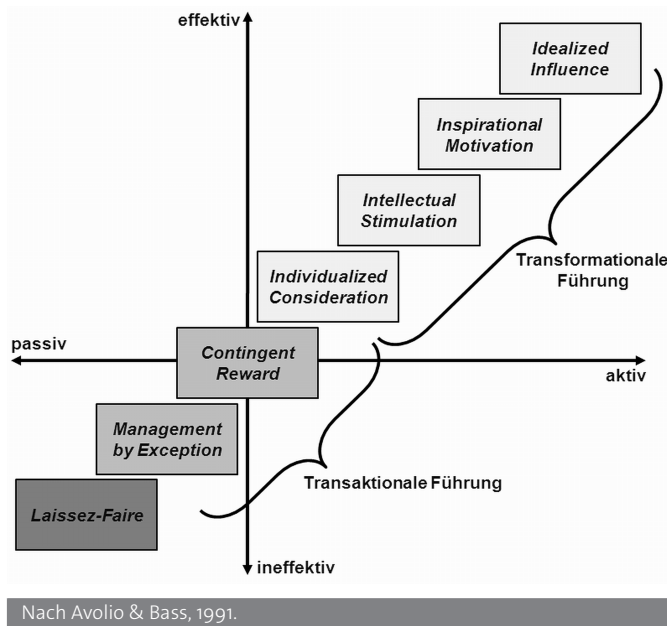 effektiv
Idealized
Influence
Inspirational
Motivation
Intellectual
Stimulation
Transformationale
Führung
Individualized
Consideration
passiv
Contingent
Reward
aktiv
Management
by Exception
Transaktionale Führung
Laissez-Faire
ineffektiv
Nach Avolio & Bass, 1991.